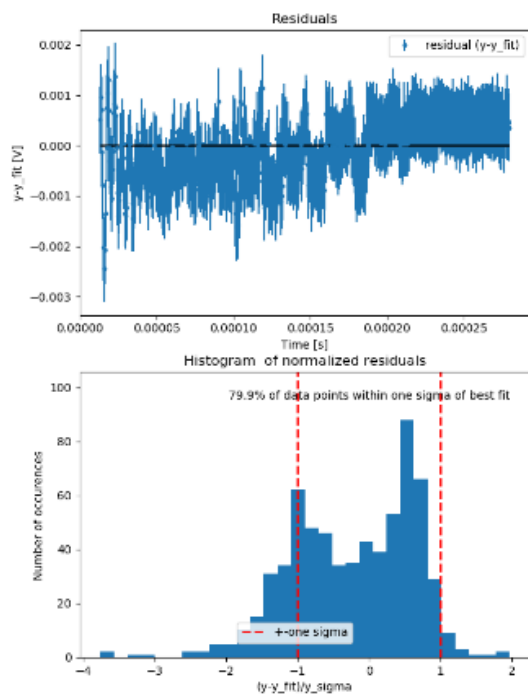 Residuals
residual (y-y_fit)
0.002
0.001
0.000
-0.001
-0.002
-0.003
y-y_fit [V]
0.00000 0.00005 0.00010 0.00015 0.00020 0.00025
Time [s]
Histogram of normalized residuals
79.9% of data points within one sigma of best fit
100
80
60
40
20
0
Number of occurences
+-one sigma
−4 −3 −2 −1 0 1 2
(y-y_fit)/y_sigma